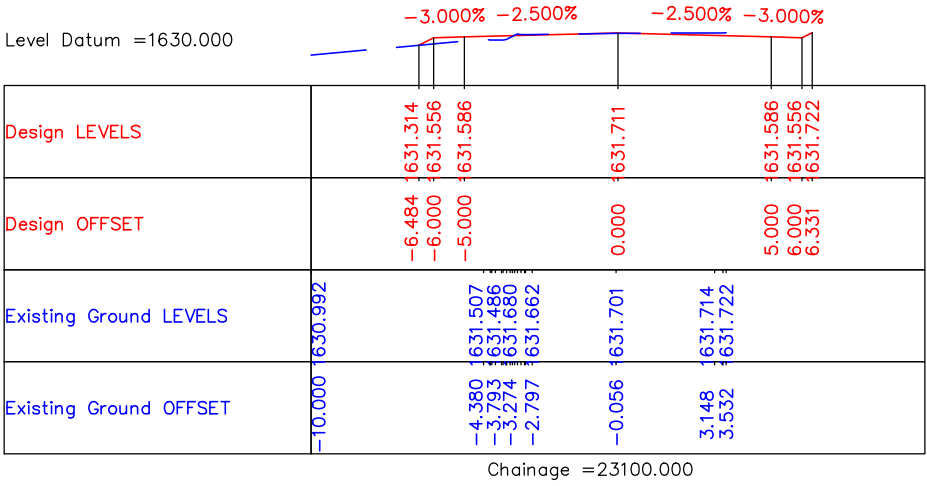 -3.000% -2.500% -2.500% -3.000%
Level Datum =1630.000
Design LEVELS 1631.314 1631.556 1631.586 1631.711 1631.586 1631.556 1631.722
Design OFFSET -6.484 -6.000 -5.000 0.000 5.000 6.000 6.331
Existing Ground LEVELS 1630.992 1631.507 1631.486 1631.680 1631.662 1631.701 1631.714 1631.722
Existing Ground OFFSET -10.000 -4.380 -3.793 -3.274 -2.797 -0.056 3.148 3.532
Chainage =23100.000